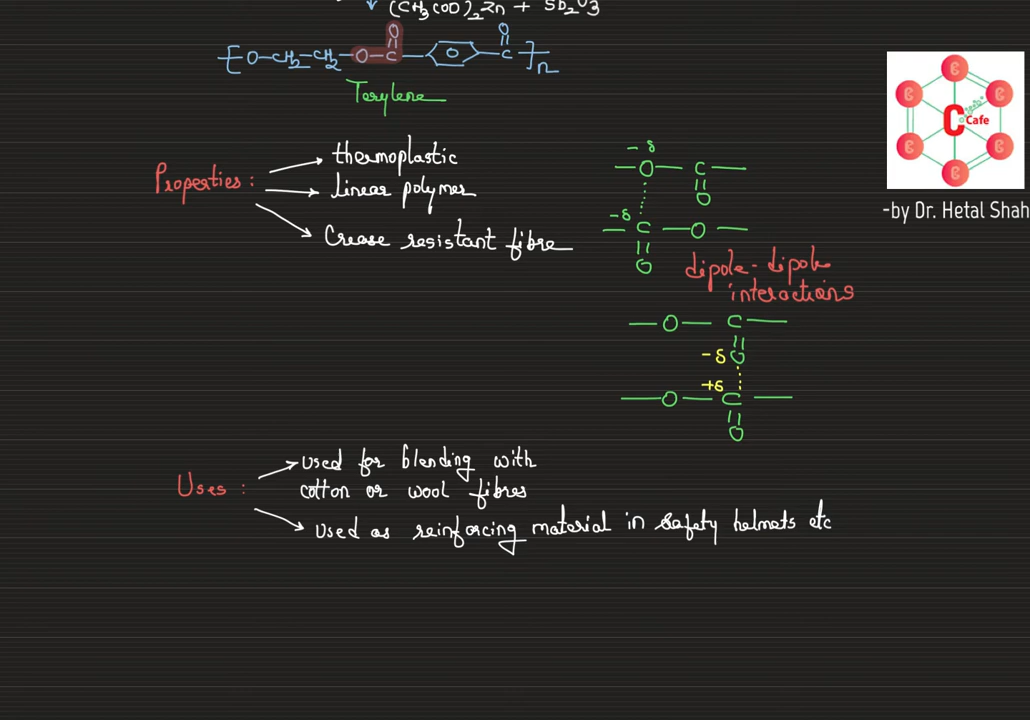 (CH3COO)2Zn + Sb2O3
[O-CH2-CH2-O-C(=O)-C6H4-C(=O)]n
Terylene
Properties :
thermoplastic
linear polymer
Crease resistant fibre
-δ
-O-C-
O
-δ
-C-O-
O
dipole-dipole
interactions
-O-C-
-δ O
+δ
-O-C-
O
Uses :
used for blending with
cotton or wool fibres
used as reinforcing material in safety helmets etc
C Cafe
-by Dr. Hetal Shah